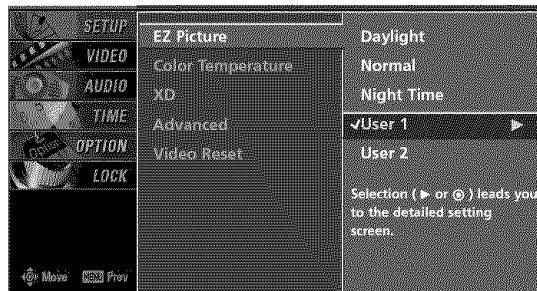 SETUP
VIDEO
AUDIO
TIME
OPTION
LOCK
Move
MENU Prev
EZ Picture
Color Temperature
XD
Advanced
Video Reset
Daylight
Normal
Night Time
✓User 1 ▶
User 2
Selection ( ▶ or ◉ ) leads you
to the detailed setting
screen.